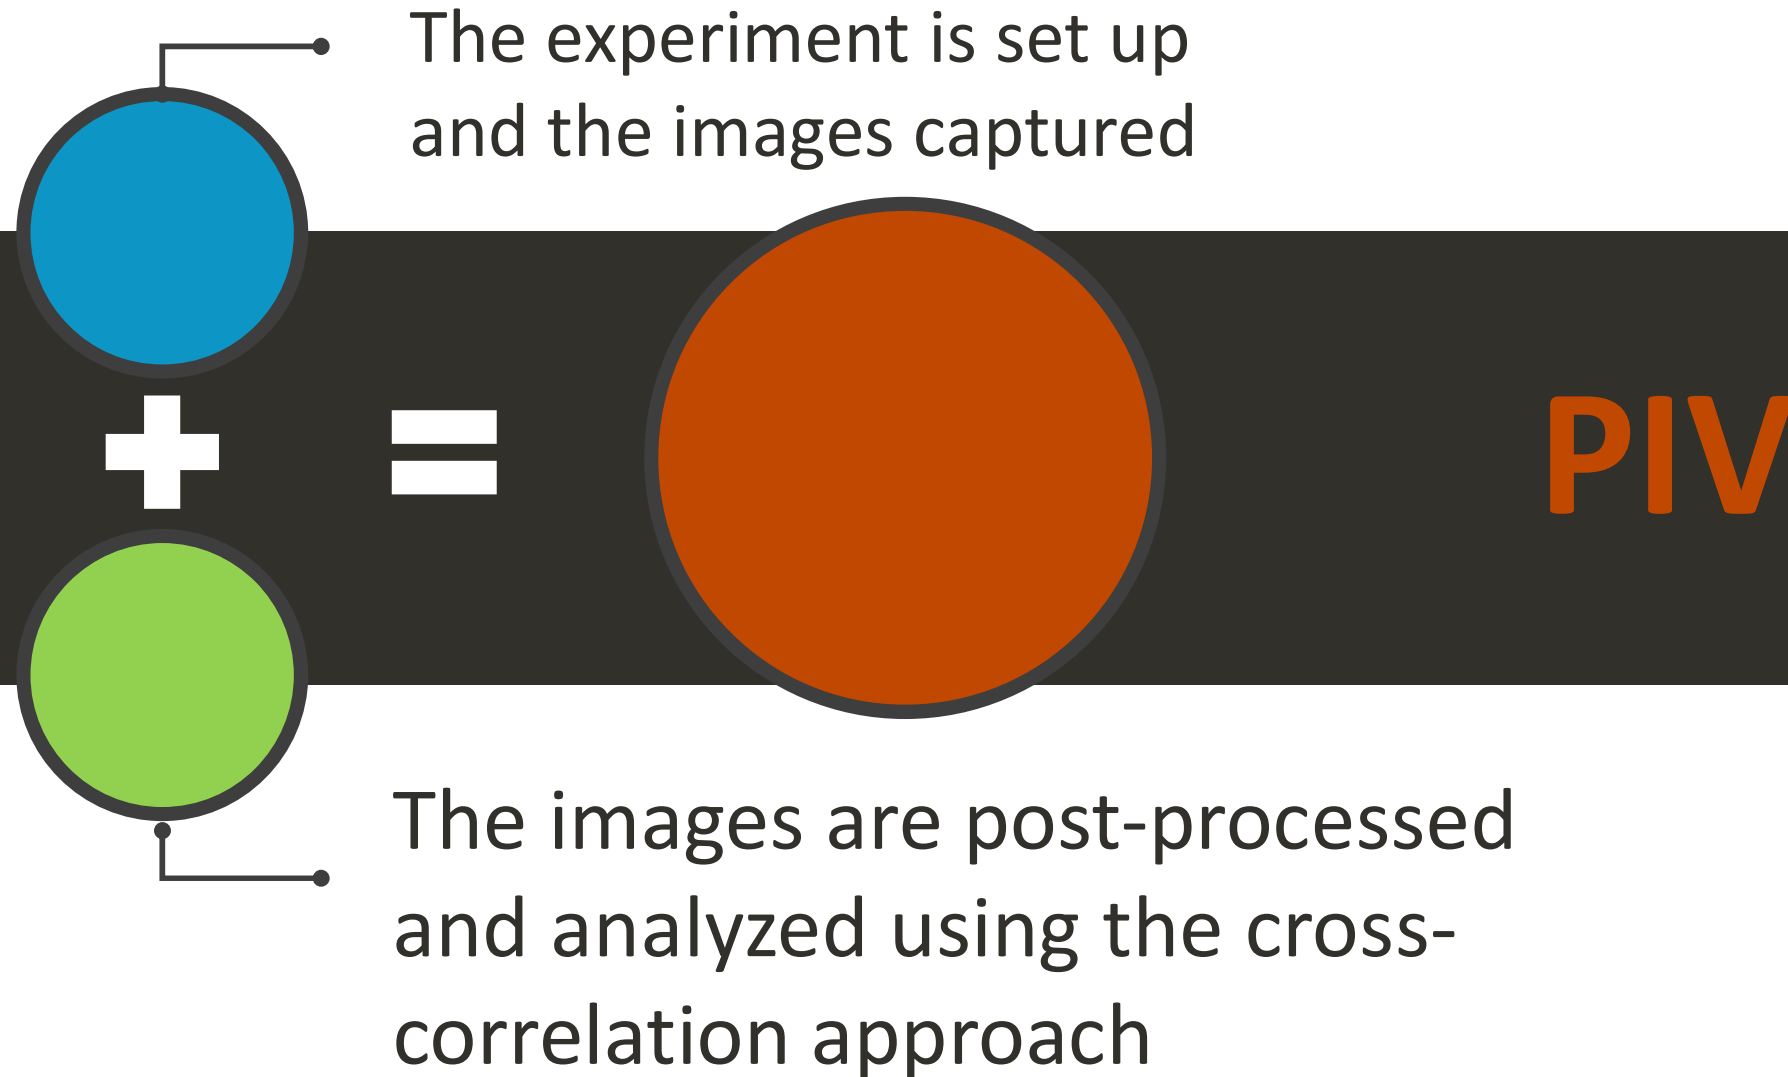 The experiment is set up
and the images captured
+
=
PIV
The images are post-processed
and analyzed using the cross-
correlation approach